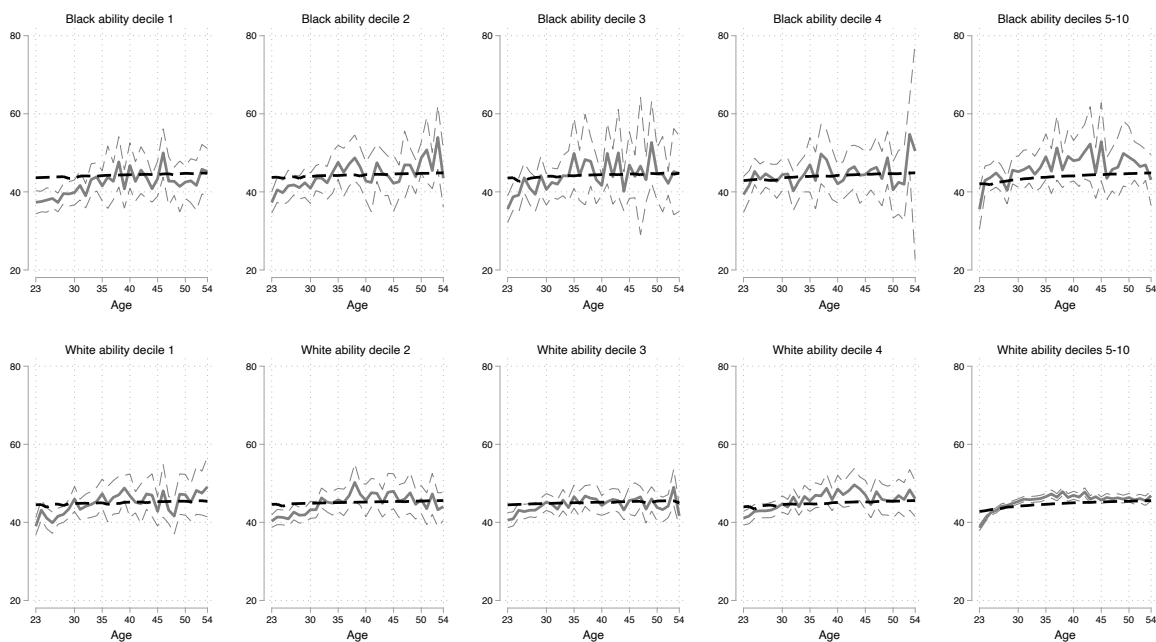 Black ability decile 1
80
60
40
20
23 30 35 40 45 50 54
Age
Black ability decile 2
80
60
40
20
23 30 35 40 45 50 54
Age
Black ability decile 3
80
60
40
20
23 30 35 40 45 50 54
Age
Black ability decile 4
80
60
40
20
23 30 35 40 45 50 54
Age
Black ability deciles 5-10
80
60
40
20
23 30 35 40 45 50 54
Age
White ability decile 1
80
60
40
20
23 30 35 40 45 50 54
Age
White ability decile 2
80
60
40
20
23 30 35 40 45 50 54
Age
White ability decile 3
80
60
40
20
23 30 35 40 45 50 54
Age
White ability decile 4
80
60
40
20
23 30 35 40 45 50 54
Age
White ability deciles 5-10
80
60
40
20
23 30 35 40 45 50 54
Age